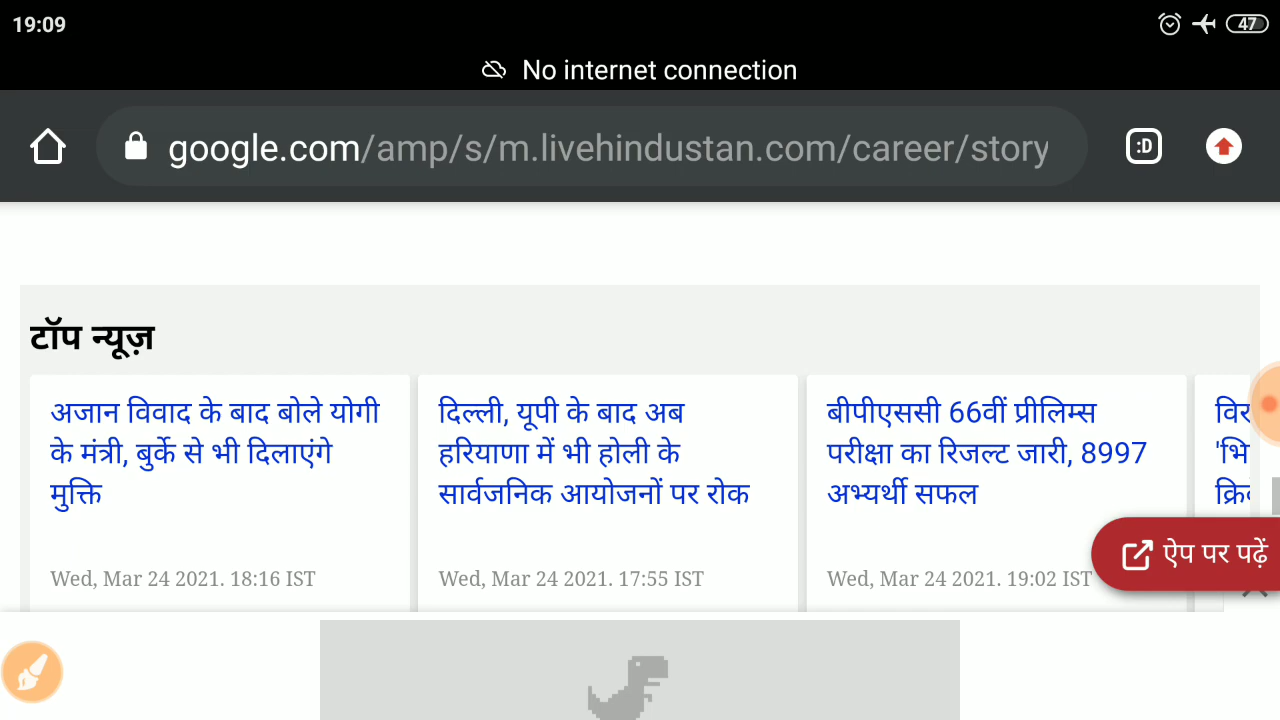 19:09
47
No internet connection
google.com/amp/s/m.livehindustan.com/career/story
:D
टॉप न्यूज़
अजान विवाद के बाद बोले योगी
के मंत्री, बुर्के से भी दिलाएंगे
मुक्ति
Wed, Mar 24 2021. 18:16 IST
दिल्ली, यूपी के बाद अब
हरियाणा में भी होली के
सार्वजनिक आयोजनों पर रोक
Wed, Mar 24 2021. 17:55 IST
बीपीएससी 66वीं प्रीलिम्स
परीक्षा का रिजल्ट जारी, 8997
अभ्यर्थी सफल
Wed, Mar 24 2021. 19:02 IST
ऐप पर पढ़ें